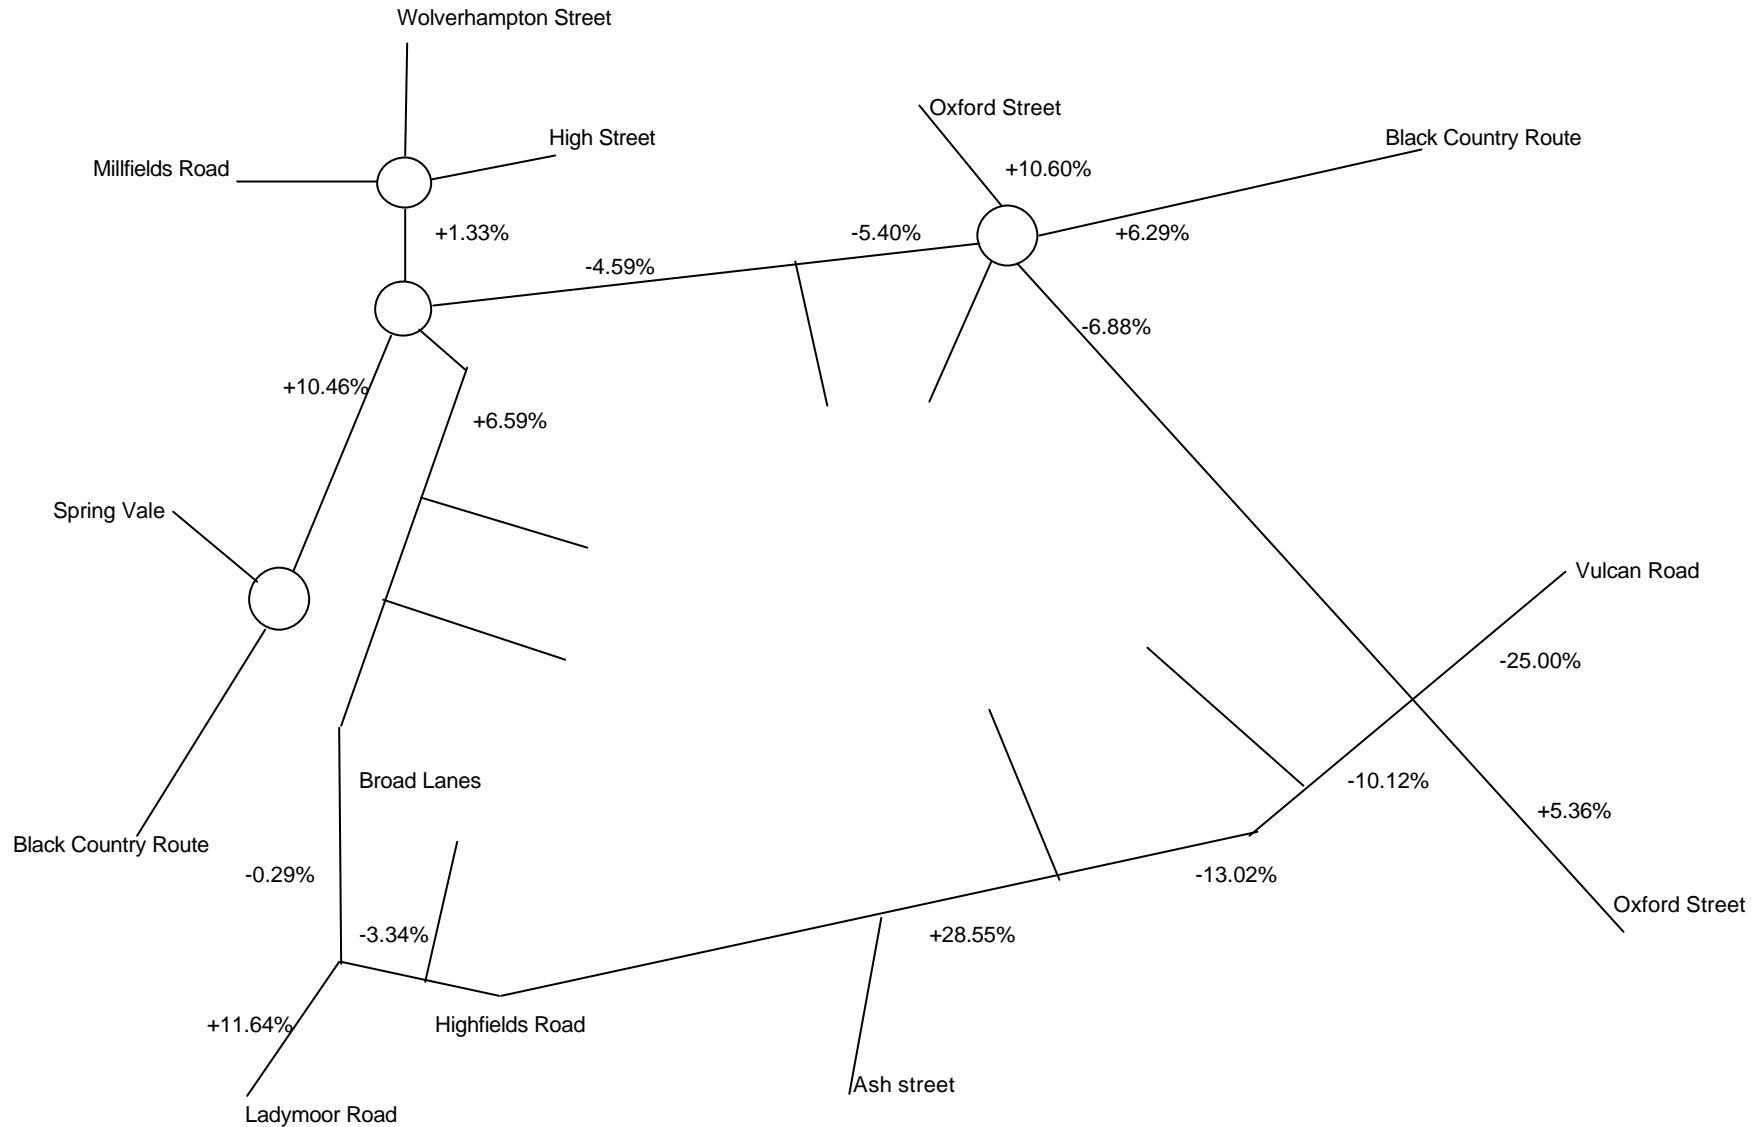 Wolverhampton Street
Oxford Street
High Street
Black Country Route
Millfields Road
+10.60%
+1.33%
-5.40%
+6.29%
-4.59%
-6.88%
+10.46%
+6.59%
Spring Vale
Vulcan Road
-25.00%
Broad Lanes
-10.12%
+5.36%
Black Country Route
-0.29%
-13.02%
Oxford Street
-3.34%
+28.55%
+11.64%
Highfields Road
Ash street
Ladymoor Road